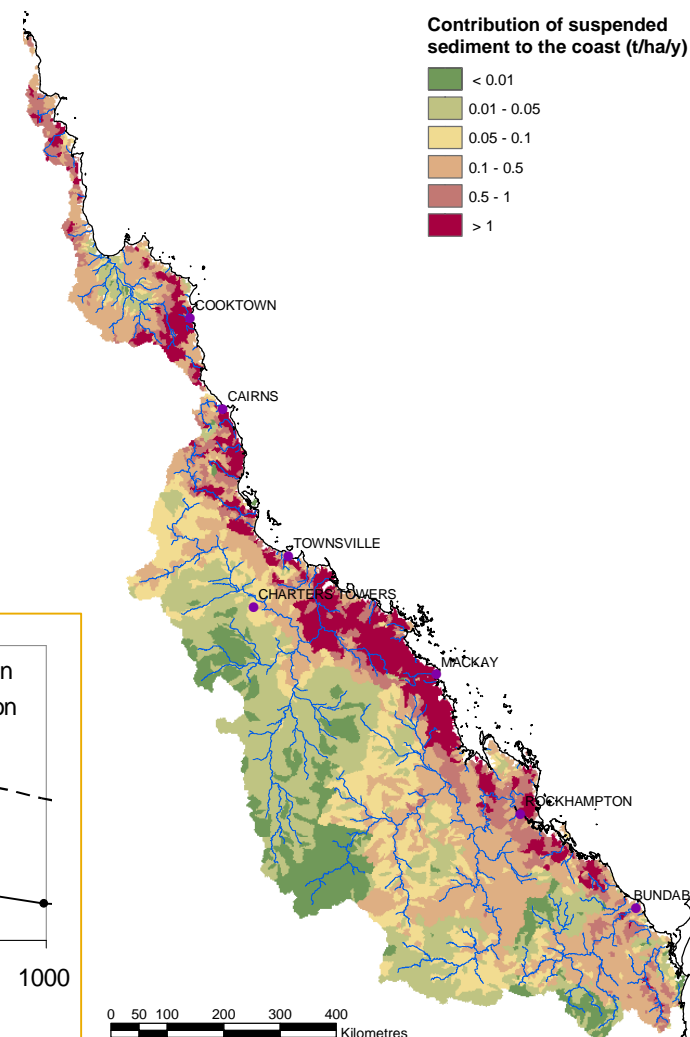 Contribution of suspended
sediment to the coast (t/ha/y)
< 0.01
0.01 - 0.05
0.05 - 0.1
0.1 - 0.5
0.5 - 1
> 1
COOKTOWN
CAIRNS
TOWNSVILLE
CHARTERS TOWERS
MACKAY
ROCKHAMPTON
BUNDAB
n
on
1000
0 50 100 200 300 400
Kilometres